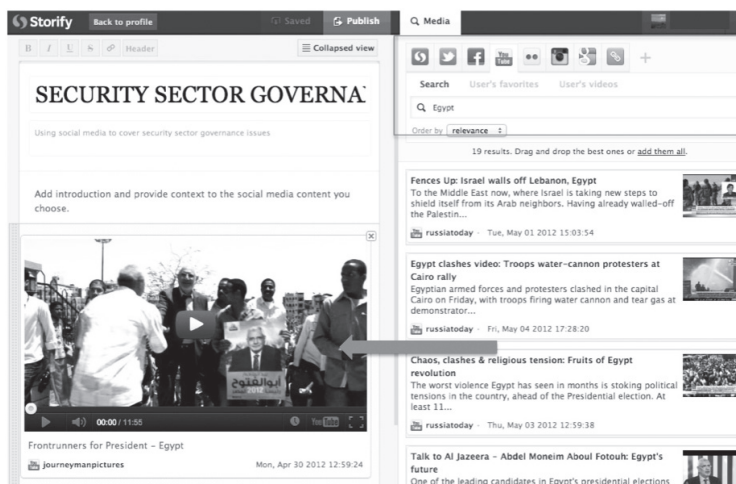 Storify
Back to profile
Saved
Publish
B I U S Header
Collapsed view
SECURITY SECTOR GOVERNA
Using social media to cover security sector governance issues
Add introduction and provide context to the social media content you
choose.
أبوالفتوح
2012
00:00 / 11:55
YouTube
Frontrunners for President – Egypt
journeymanpictures
Mon, Apr 30 2012 12:59:24
Media
You
Tube
+
Search User's favorites User's videos
Egypt
Order by relevance
19 results. Drag and drop the best ones or add them all.
Fences Up: Israel walls off Lebanon, Egypt
To the Middle East now, where Israel is taking new steps to
shield itself from its Arab neighbors. Having already walled-off
the Palestin...
russiatoday · Tue, May 01 2012 15:03:54
Egypt clashes video: Troops water-cannon protesters at
Cairo rally
Egyptian armed forces and protesters clashed in the capital
Cairo on Friday, with troops firing water cannon and tear gas at
demonstrator...
russiatoday · Fri, May 04 2012 17:28:20
Chaos, clashes & religious tension: Fruits of Egypt
revolution
The worst violence Egypt has seen in months is stoking political
tensions in the country, ahead of the Presidential election. At
least 11...
russiatoday · Thu, May 03 2012 12:59:38
Talk to Al Jazeera – Abdel Moneim Aboul Fotouh: Egypt's
future
One of the leading candidates in Egypt's presidential elections